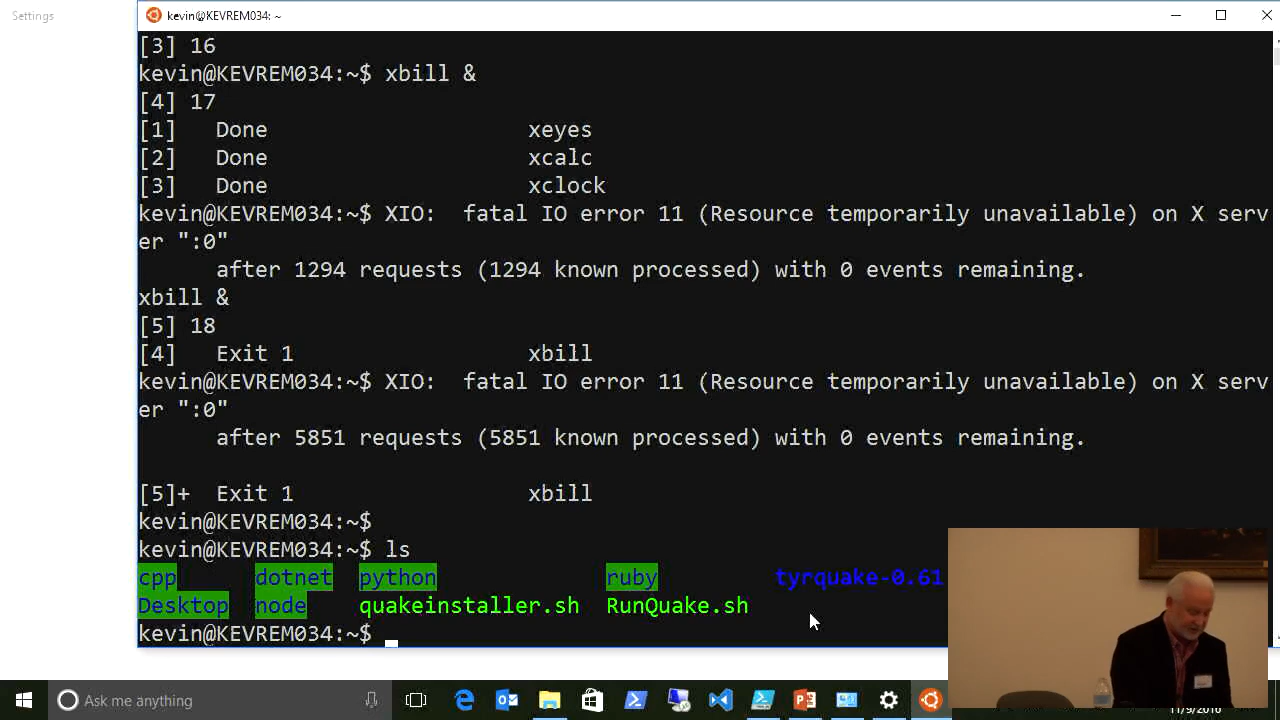 Settings
kevin@KEVREM034: ~
[3] 16
kevin@KEVREM034:~$ xbill &
[4] 17
[1]   Done                    xeyes
[2]   Done                    xcalc
[3]   Done                    xclock
kevin@KEVREM034:~$ XIO:  fatal IO error 11 (Resource temporarily unavailable) on X serv
er ":0"
      after 1294 requests (1294 known processed) with 0 events remaining.
xbill &
[5] 18
[4]   Exit 1                  xbill
kevin@KEVREM034:~$ XIO:  fatal IO error 11 (Resource temporarily unavailable) on X serv
er ":0"
      after 5851 requests (5851 known processed) with 0 events remaining.
[5]+  Exit 1                  xbill
kevin@KEVREM034:~$
kevin@KEVREM034:~$ ls
cpp      dotnet  python             ruby         tyrquake-0.61
Desktop  node    quakeinstaller.sh  RunQuake.sh
kevin@KEVREM034:~$
Ask me anything
11/9/2016